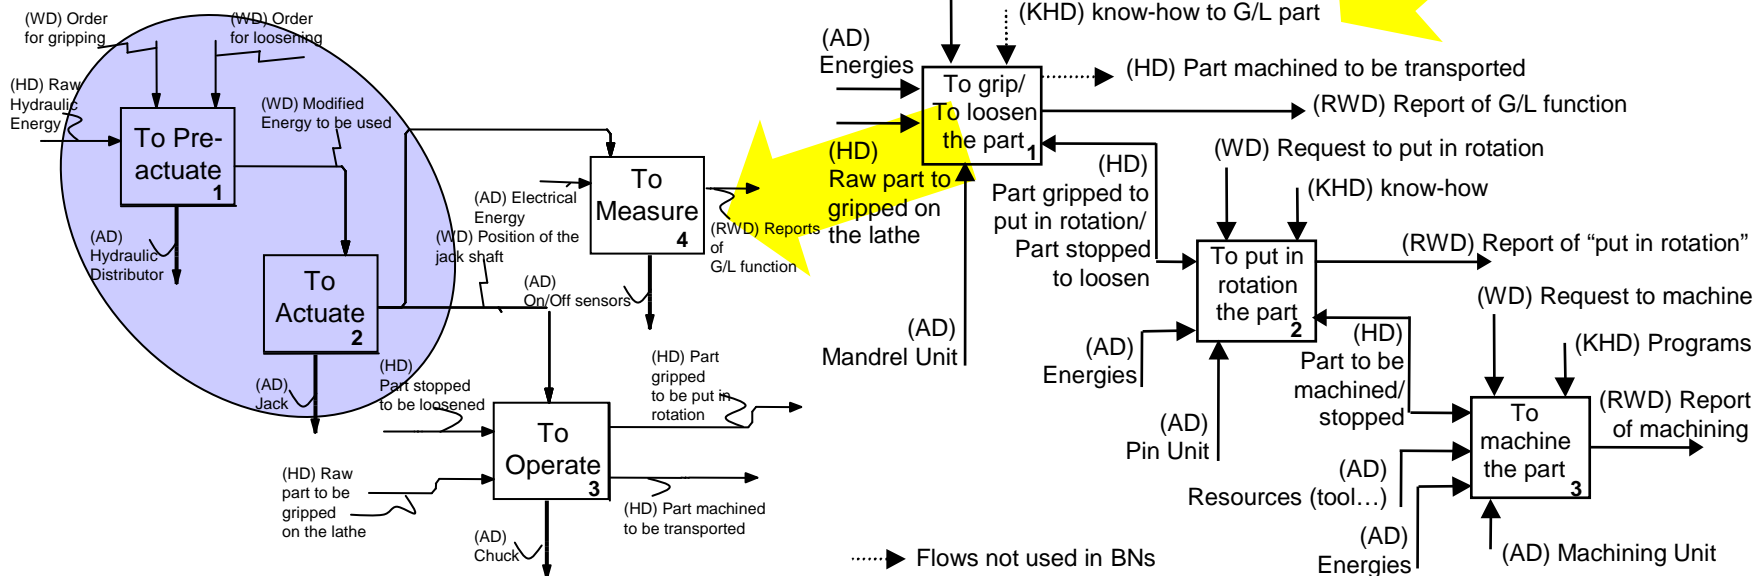 (WD) Order
for gripping
(WD) Order
for loosening
(HD) Raw
Hydraulic
Energy
To Pre-
actuate
1
(WD) Modified
Energy to be used
(AD)
Hydraulic
Distributor
To
Actuate
2
(AD)
Jack
(AD) Electrical
Energy
(WD) Position of the
jack shaft
To
Measure
4
(RWD) Reports
of
G/L function
(AD)
On/Off sensors
(HD)
Part stopped
to be loosened
(HD) Part
gripped
to be put in
rotation
To
Operate
3
(HD) Raw
part to be
gripped
on the lathe
(HD) Part machined
to be transported
(AD)
Chuck
(KHD) know-how to G/L part
(AD)
Energies
To grip/
To loosen
the part
1
(HD) Part machined to be transported
(RWD) Report of G/L function
(HD)
Raw part to
gripped on
the lathe
(AD)
Mandrel Unit
(HD)
Part gripped to
put in rotation/
Part stopped
to loosen
(WD) Request to put in rotation
(KHD) know-how
To put in
rotation
the part
2
(RWD) Report of “put in rotation”
(AD)
Energies
(AD)
Pin Unit
(HD)
Part to be
machined/
stopped
(WD) Request to machine
(KHD) Programs
To
machine
the part
3
(RWD) Report
of machining
(AD)
Resources (tool…)
(AD)
Energies
(AD) Machining Unit
Flows not used in BNs